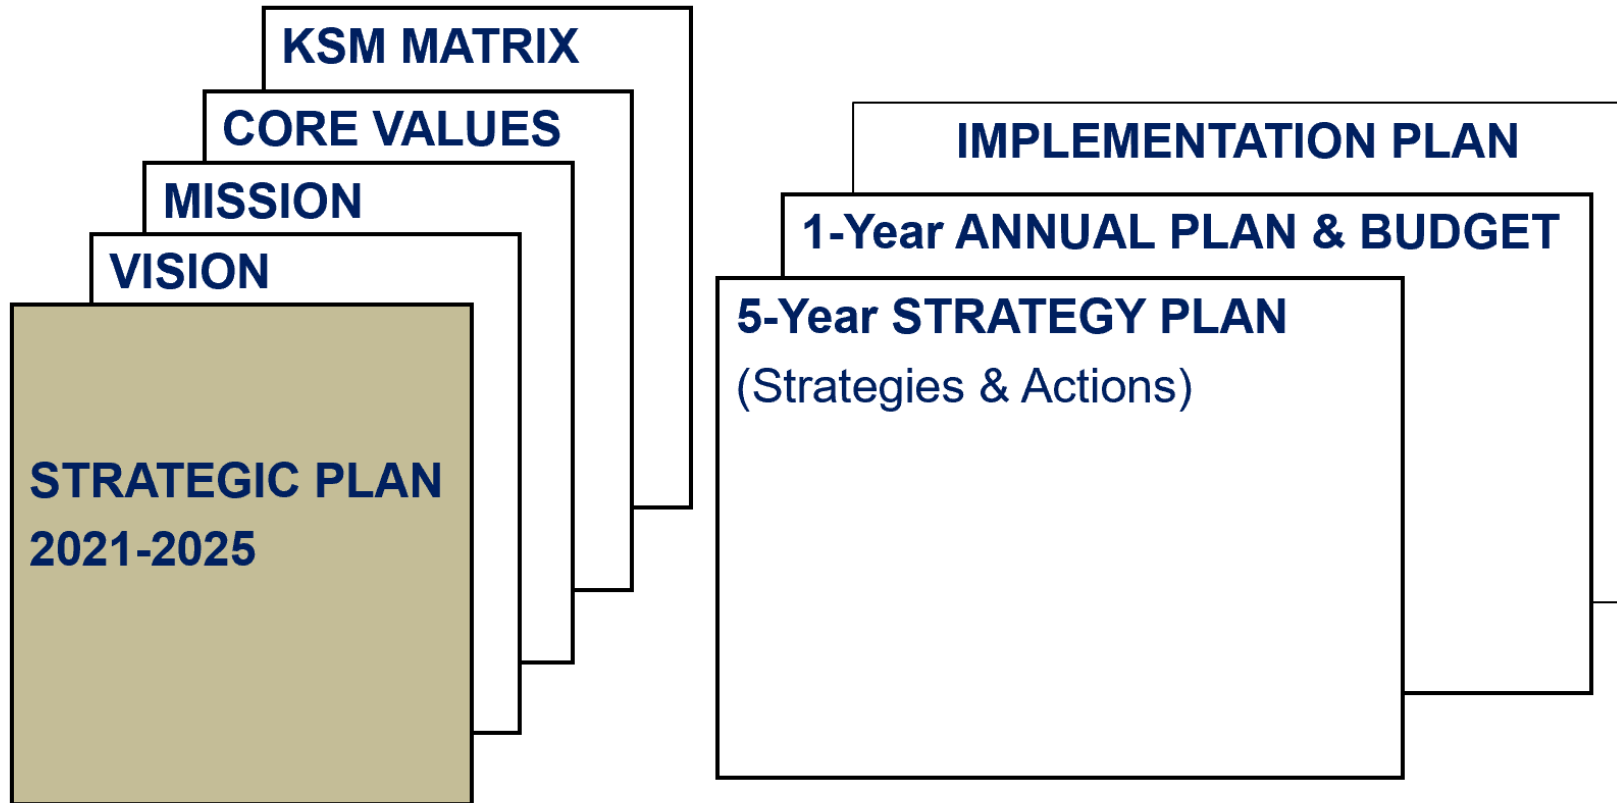 KSM MATRIX
CORE VALUES
MISSION
VISION
STRATEGIC PLAN
2021-2025
IMPLEMENTATION PLAN
1-Year ANNUAL PLAN & BUDGET
5-Year STRATEGY PLAN
(Strategies & Actions)